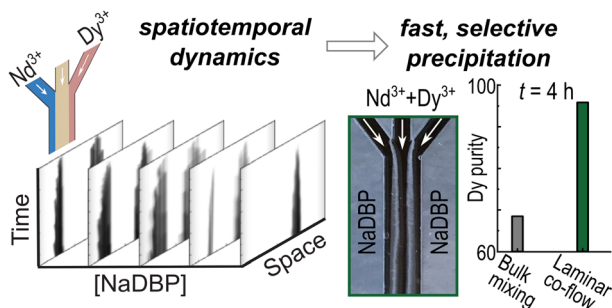 spatiotemporal
dynamics
fast, selective
precipitation
Nd³⁺
Dy³⁺
Time
[NaDBP]
Space
Nd³⁺+Dy³⁺
NaDBP
NaDBP
t = 4 h
Dy purity
100
60
Bulk
mixing
Laminar
co-flow